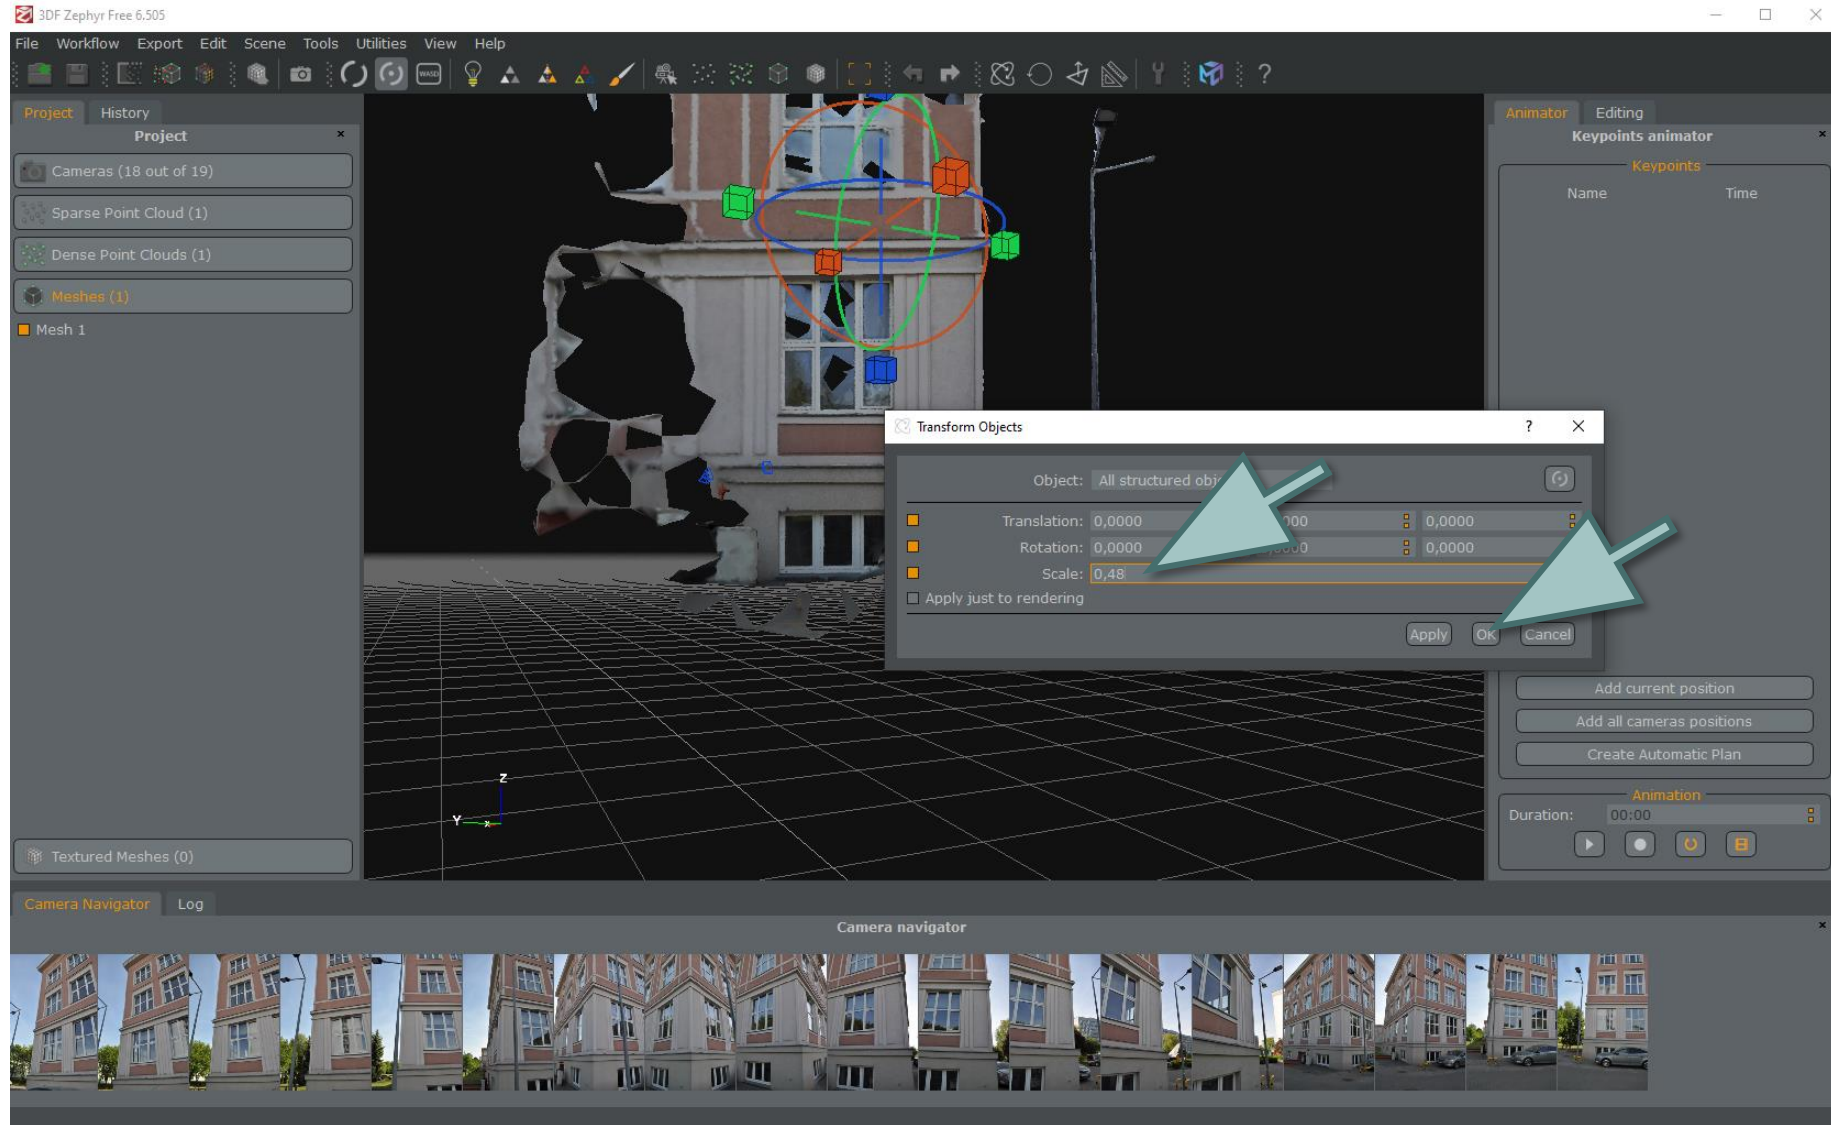 3DF Zephyr Free 6.505
File Workflow Export Edit Scene Tools Utilities View Help
WASD
Project History
Project
Cameras (18 out of 19)
Sparse Point Cloud (1)
Dense Point Clouds (1)
Meshes (1)
Mesh 1
Textured Meshes (0)
Z
Y
x
Transform Objects
Object: All structured
Translation: 0,0000 0,0000
Rotation: 0,0000 0,0000
Scale: 0,48
Apply just to rendering
Apply OK Cancel
Animator Editing
Keypoints animator
Keypoints
Name Time
Add current position
Add all cameras positions
Create Automatic Plan
Animation
Duration: 00:00
Camera Navigator Log
Camera navigator